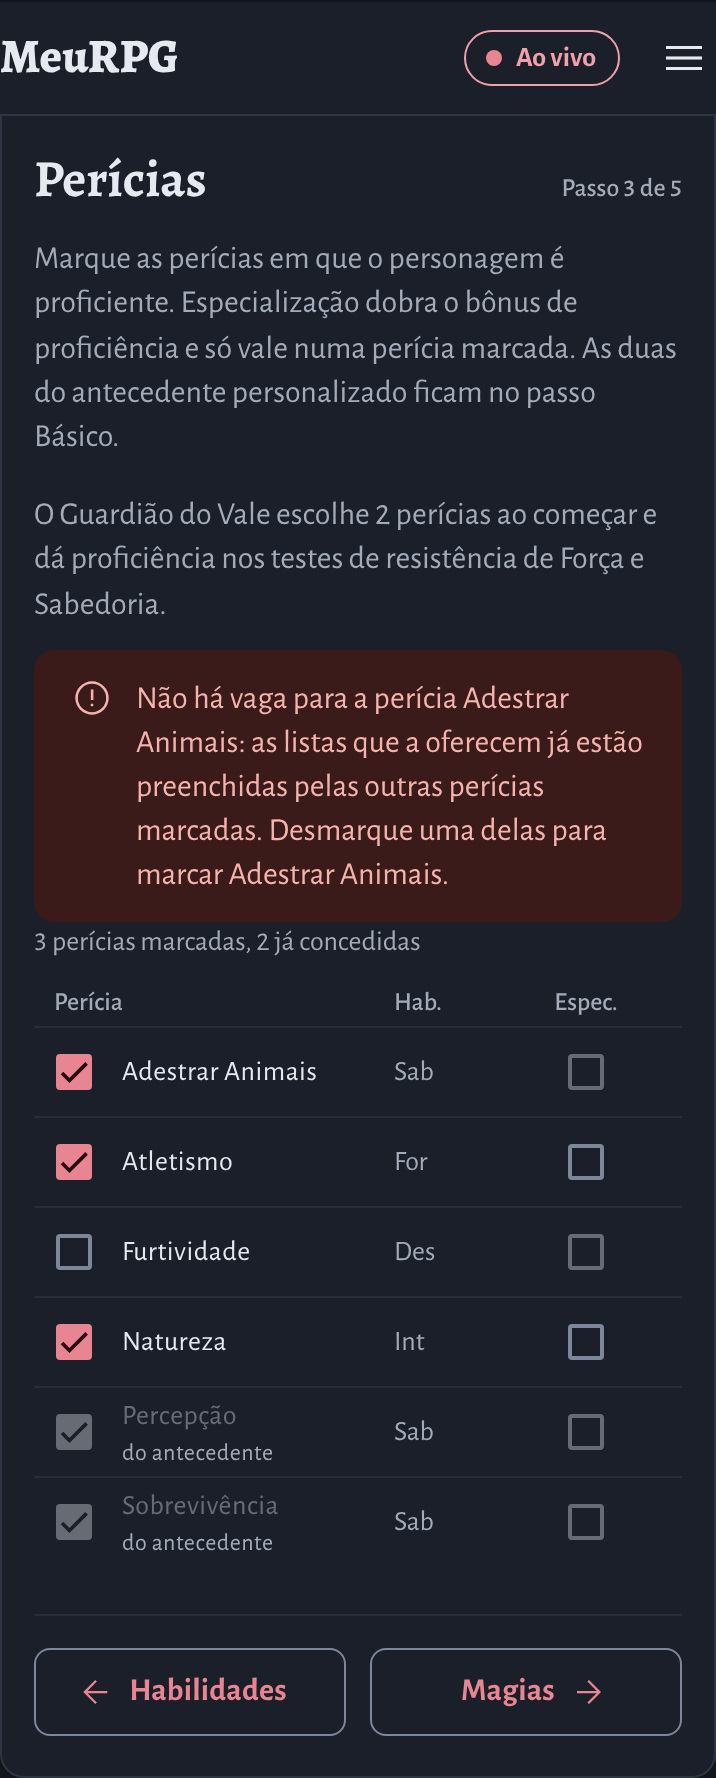 MeuRPG
Ao vivo
Perícias
Passo 3 de 5
Marque as perícias em que o personagem é
proficiente. Especialização dobra o bônus de
proficiência e só vale numa perícia marcada. As duas
do antecedente personalizado ficam no passo
Básico.
O Guardião do Vale escolhe 2 perícias ao começar e
dá proficiência nos testes de resistência de Força e
Sabedoria.
Não há vaga para a perícia Adestrar
Animais: as listas que a oferecem já estão
preenchidas pelas outras perícias
marcadas. Desmarque uma delas para
marcar Adestrar Animais.
3 perícias marcadas, 2 já concedidas
Perícia Hab. Espec.
Adestrar Animais Sab
Atletismo For
Furtividade Des
Natureza Int
Percepção
do antecedente
Sab
Sobrevivência
do antecedente
Sab
← Habilidades
Magias →